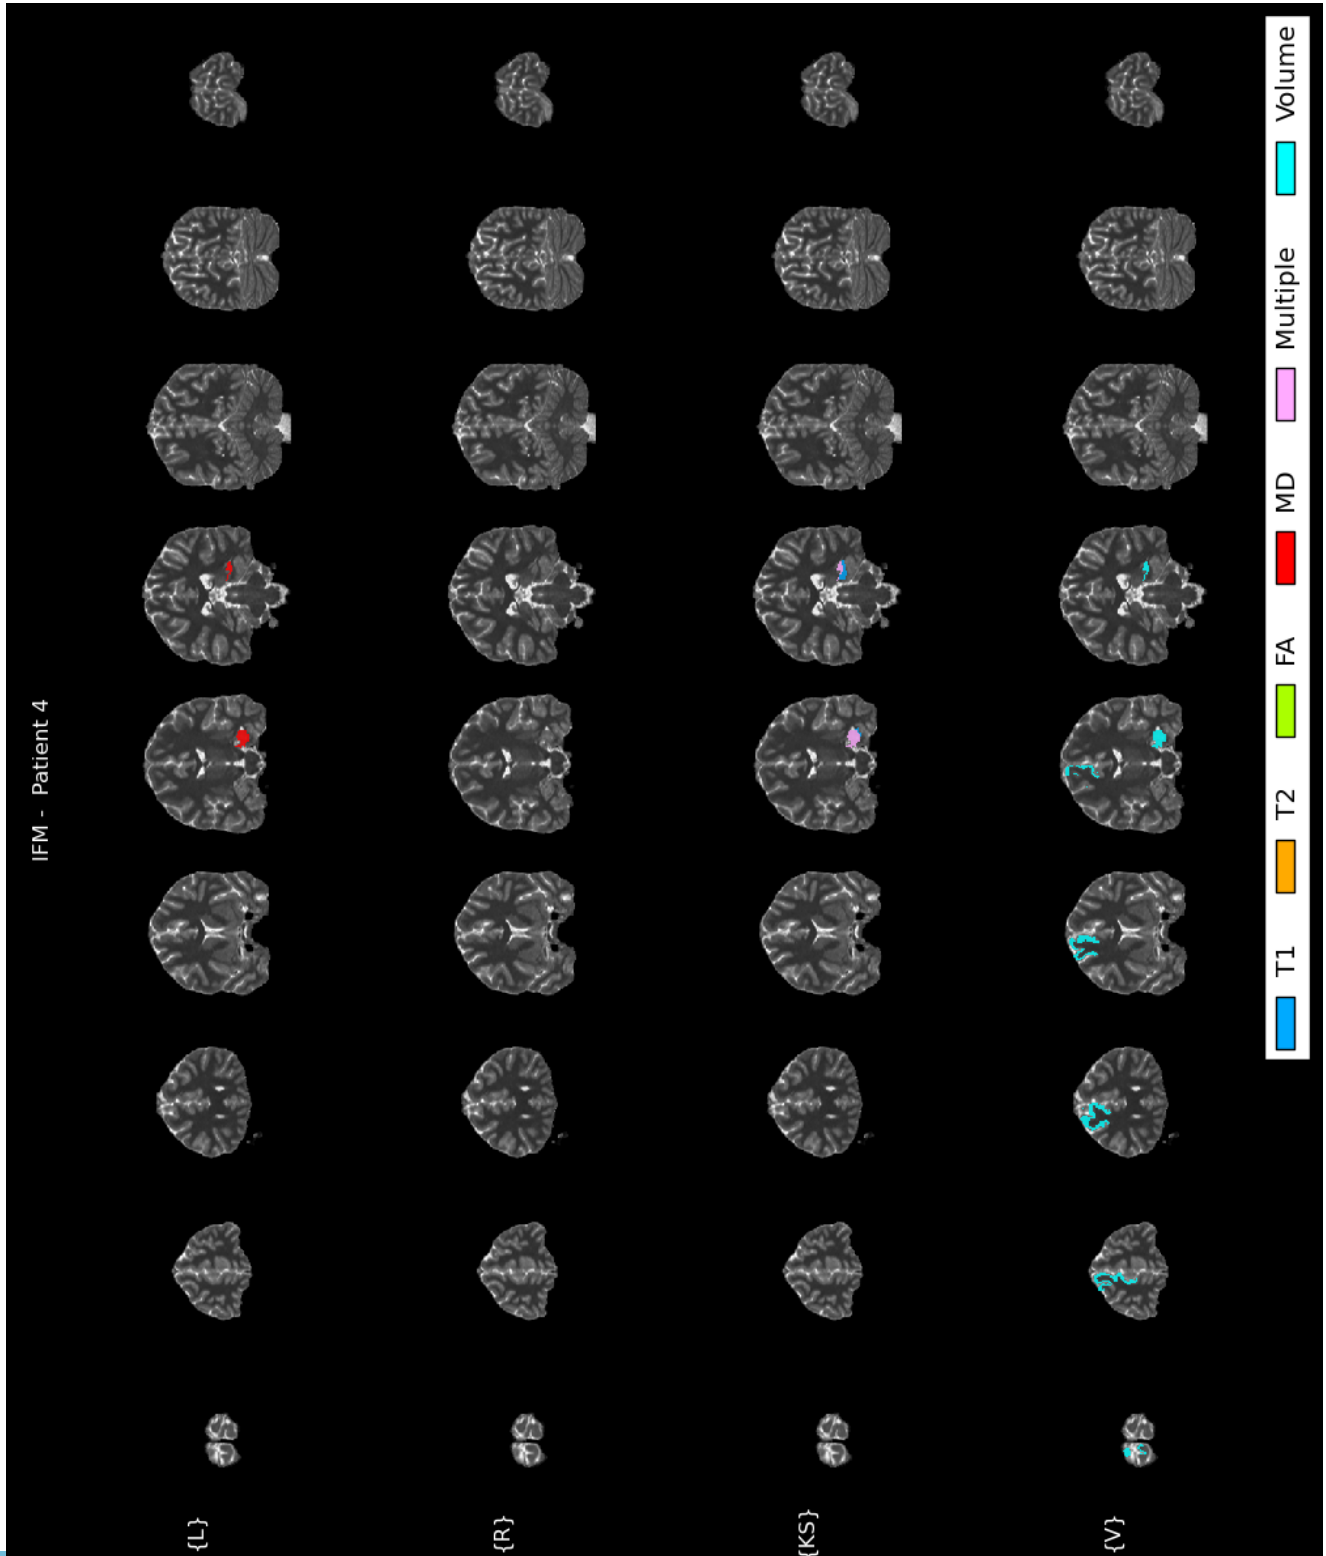 IFM - Patient 4
{L}
{R}
{KS}
{V}
T1 T2 FA MD Multiple Volume